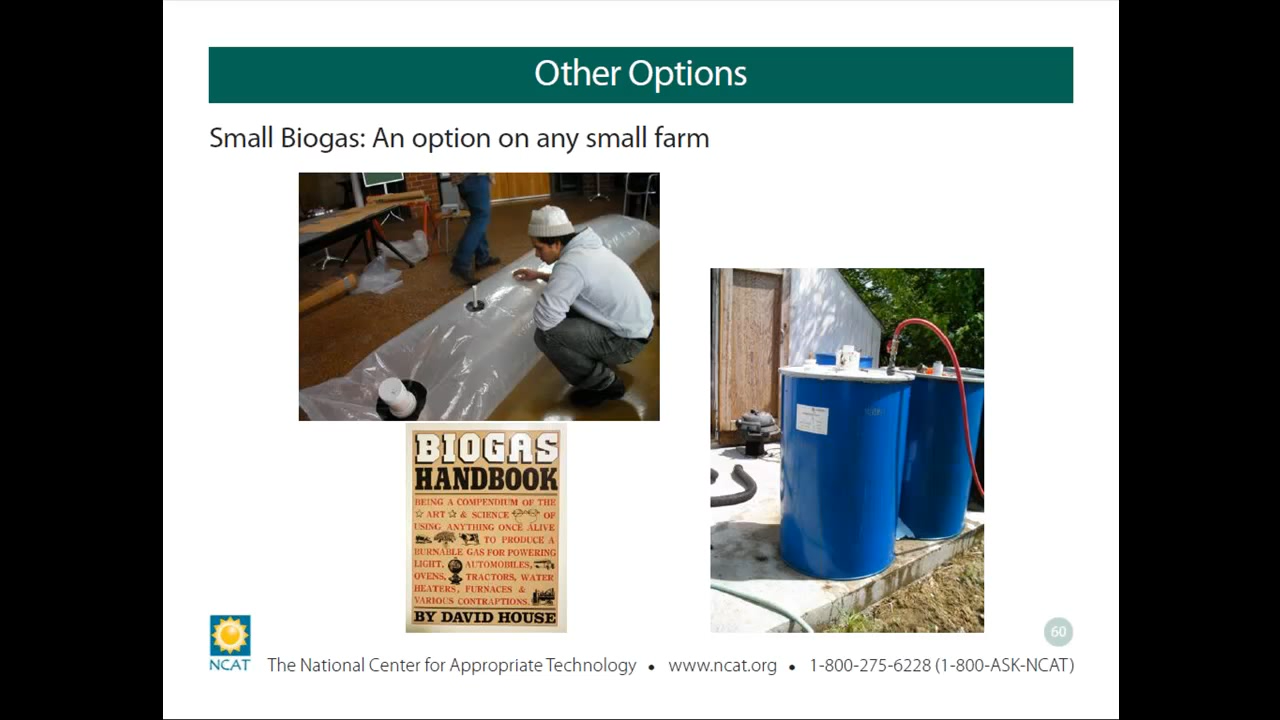 Other Options
Small Biogas: An option on any small farm
BIOGAS
HANDBOOK
BEING A COMPENDIUM OF THE
ART & SCIENCE OF
USING ANYTHING ONCE ALIVE
TO PRODUCE A
BURNABLE GAS FOR POWERING
LIGHT, AUTOMOBILES,
OVENS, TRACTORS, WATER
HEATERS, FURNACES &
VARIOUS CONTRAPTIONS.
BY DAVID HOUSE
60
NCAT
The National Center for Appropriate Technology • www.ncat.org • 1-800-275-6228 (1-800-ASK-NCAT)